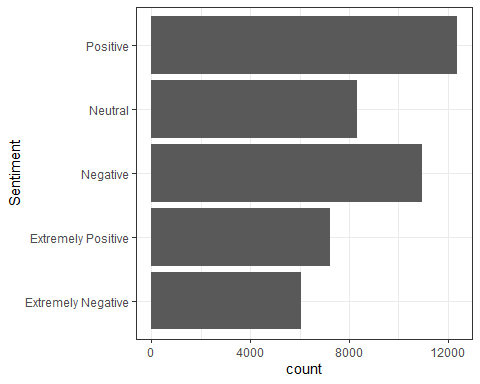 Sentiment
Positive
Neutral
Negative
Extremely Positive
Extremely Negative
0 4000 8000 12000
count